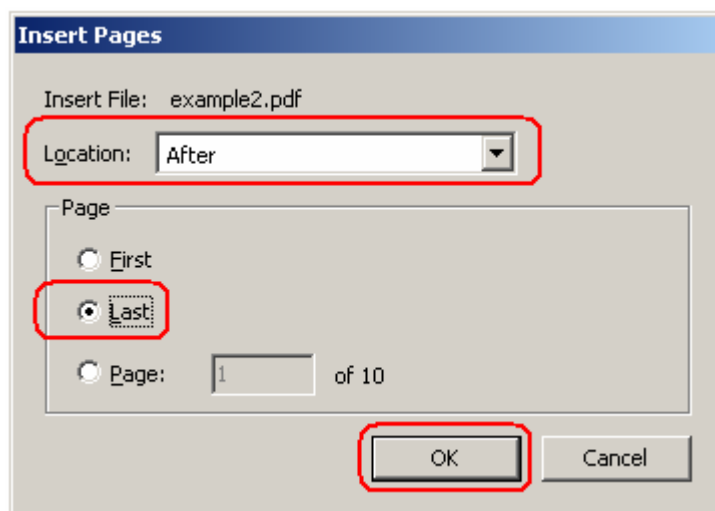 Insert Pages
Insert File: example2.pdf
Location: After
Page
First
Last
Page: 1 of 10
OK Cancel